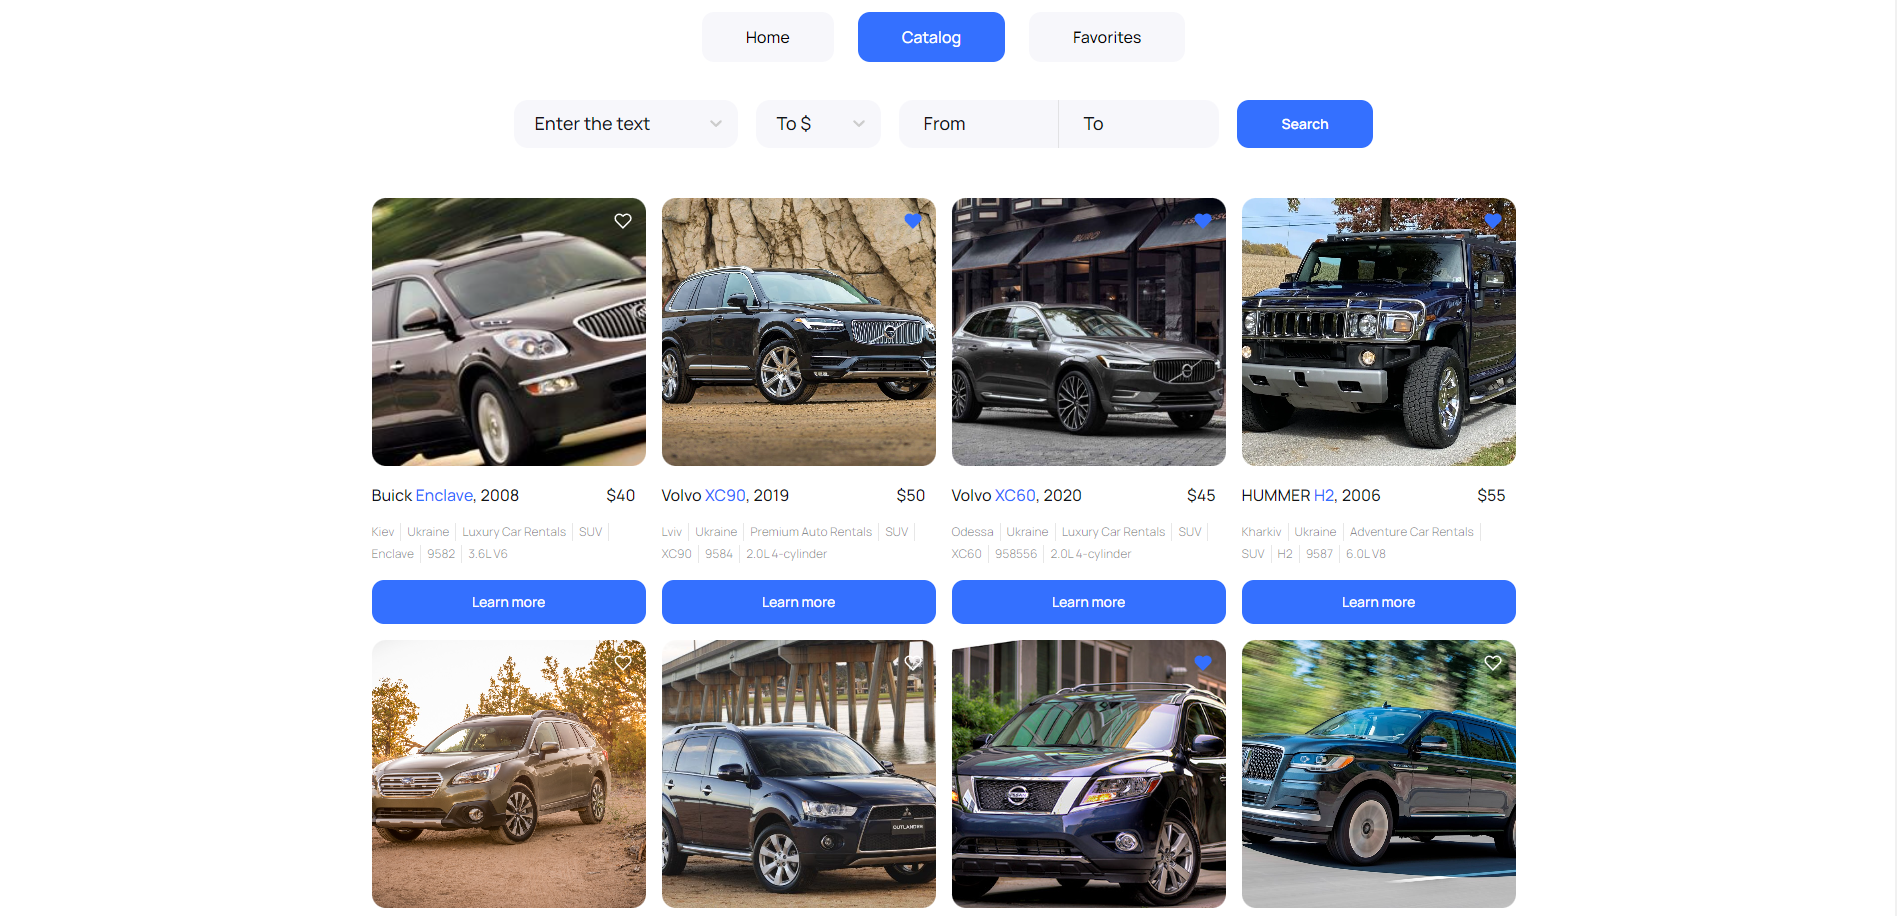 Home Catalog Favorites
Enter the text To $ From To Search
BURO
Buick Enclave, 2008 $40
Kiev Ukraine Luxury Car Rentals SUV
Enclave 9582 3.6L V6
Learn more
Volvo XC90, 2019 $50
Lviv Ukraine Premium Auto Rentals SUV
XC90 9584 2.0L 4-cylinder
Learn more
Volvo XC60, 2020 $45
Odessa Ukraine Luxury Car Rentals SUV
XC60 958556 2.0L 4-cylinder
Learn more
HUMMER H2, 2006 $55
Kharkiv Ukraine Adventure Car Rentals
SUV H2 9587 6.0L V8
Learn more
OUTLANDER
NISSAN